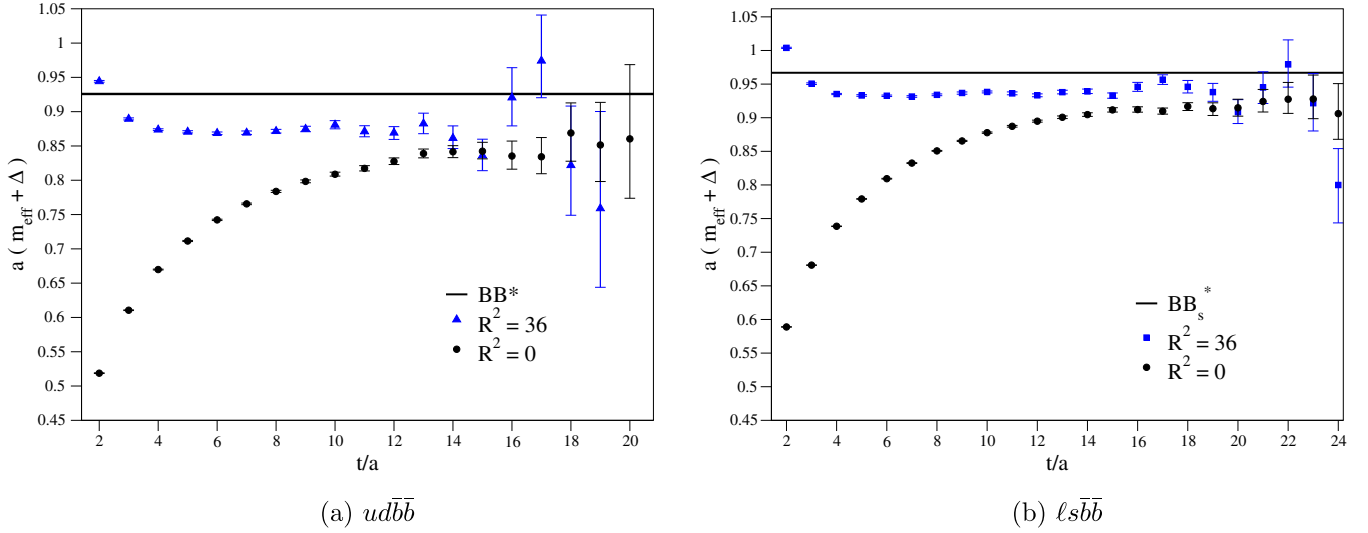 1.05
1
0.95
0.9
0.85
0.8
0.75
0.7
0.65
0.6
0.55
0.5
0.45
a ( m_eff + Δ )
BB*
R² = 36
R² = 0
2 4 6 8 10 12 14 16 18 20
t/a
(a) udb̄b̄
1.05
1
0.95
0.9
0.85
0.8
0.75
0.7
0.65
0.6
0.55
0.5
0.45
a ( m_eff + Δ )
BB_s*
R² = 36
R² = 0
2 4 6 8 10 12 14 16 18 20 22 24
t/a
(b) ℓsb̄b̄